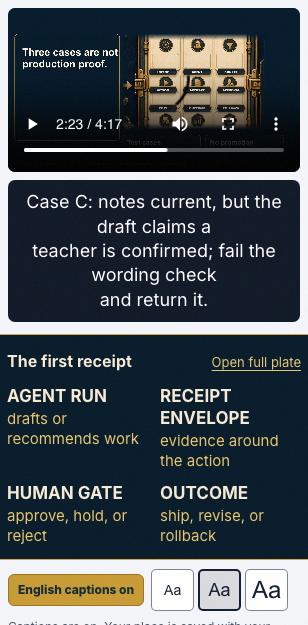 Three cases are not
production proof.
2:23 / 4:17
Case C: notes current, but the
draft claims a
teacher is confirmed; fail the
wording check
and return it.
The first receipt
Open full plate
AGENT RUN
drafts or
recommends work
RECEIPT
ENVELOPE
evidence around
the action
HUMAN GATE
approve, hold, or
reject
OUTCOME
ship, revise, or
rollback
English captions on
Aa
Aa
Aa